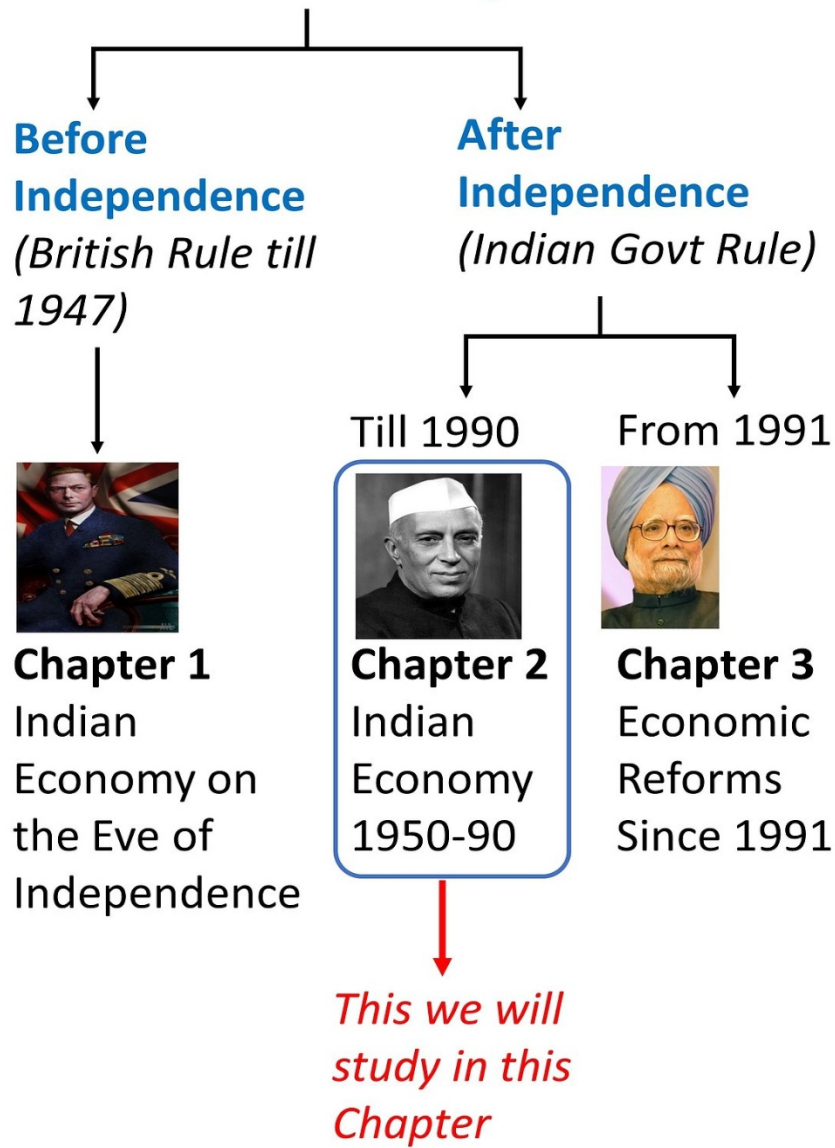 Before
Independence
(British Rule till
1947)
After
Independence
(Indian Govt Rule)
Till 1990
From 1991
Chapter 1
Indian
Economy on
the Eve of
Independence
Chapter 2
Indian
Economy
1950-90
Chapter 3
Economic
Reforms
Since 1991
This we will
study in this
Chapter